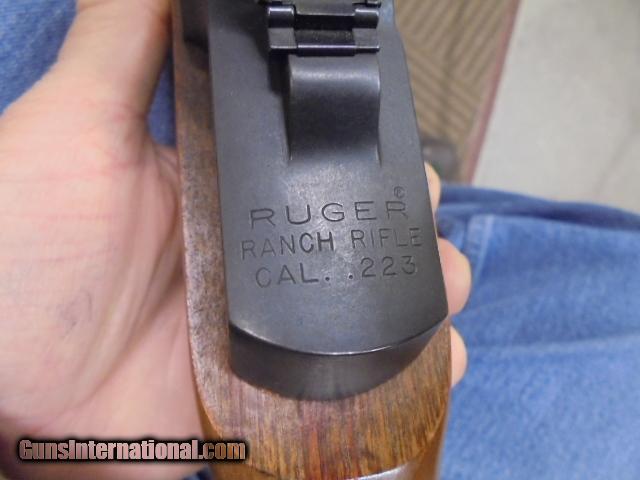 RUGER®
RANCH RIFLE
CAL. .223
GunsInternational.com